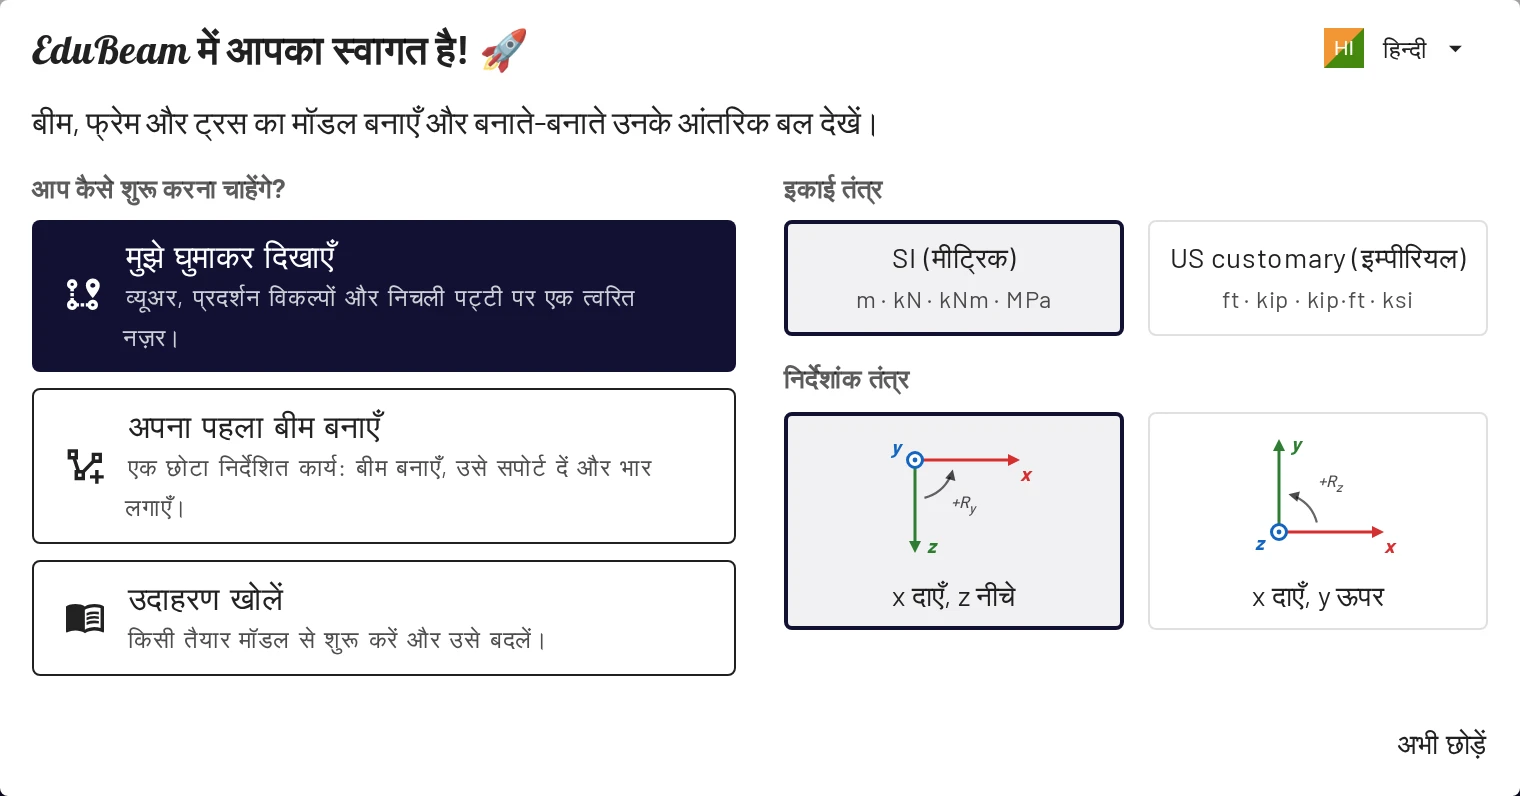 EduBeam में आपका स्वागत है! 🚀
HI हिन्दी
बीम, फ्रेम और ट्रस का मॉडल बनाएँ और बनाते-बनाते उनके आंतरिक बल देखें।
आप कैसे शुरू करना चाहेंगे?
मुझे घुमाकर दिखाएँ
व्यूअर, प्रदर्शन विकल्पों और निचली पट्टी पर एक त्वरित
नज़र।
अपना पहला बीम बनाएँ
एक छोटा निर्देशित कार्य: बीम बनाएँ, उसे सपोर्ट दें और भार
लगाएँ।
उदाहरण खोलें
किसी तैयार मॉडल से शुरू करें और उसे बदलें।
इकाई तंत्र
SI (मीट्रिक)
m · kN · kNm · MPa
US customary (इम्पीरियल)
ft · kip · kip·ft · ksi
निर्देशांक तंत्र
y
x
+Ry
z
x दाएँ, z नीचे
y
+Rz
z
x
x दाएँ, y ऊपर
अभी छोड़ें